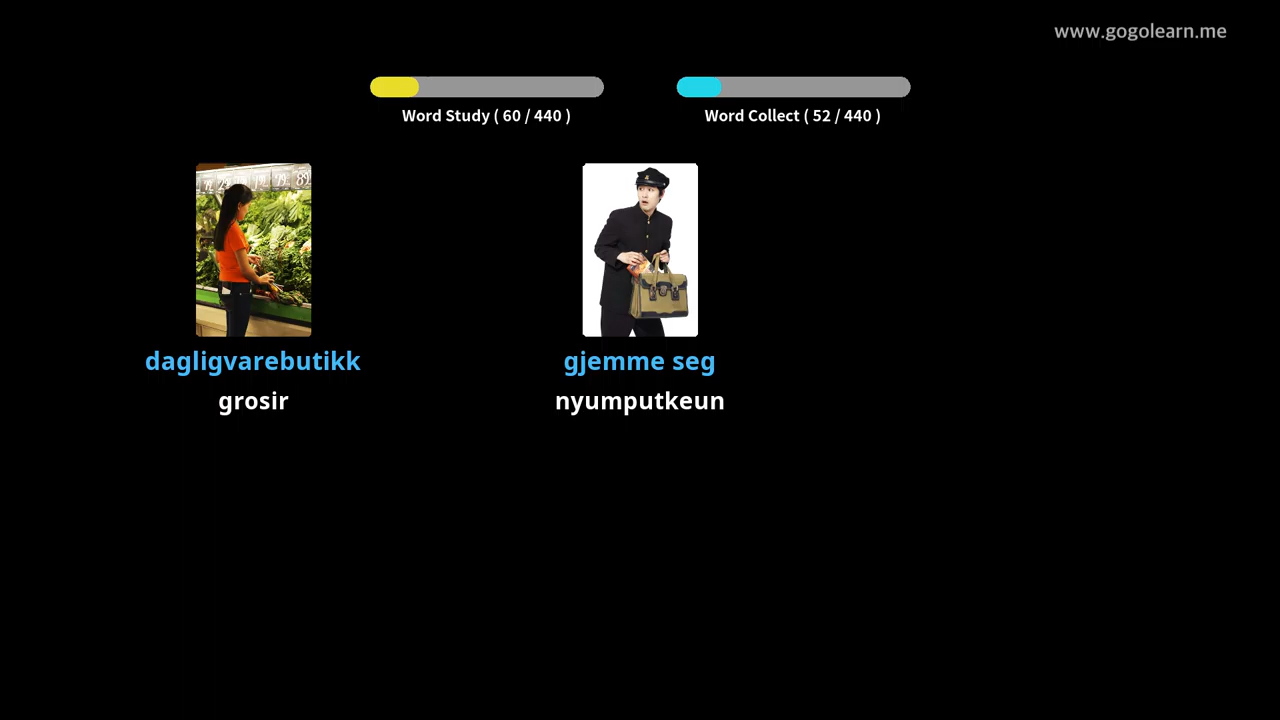 www.gogolearn.me
Word Study ( 60 / 440 )
Word Collect ( 52 / 440 )
dagligvarebutikk
grosir
gjemme seg
nyumputkeun